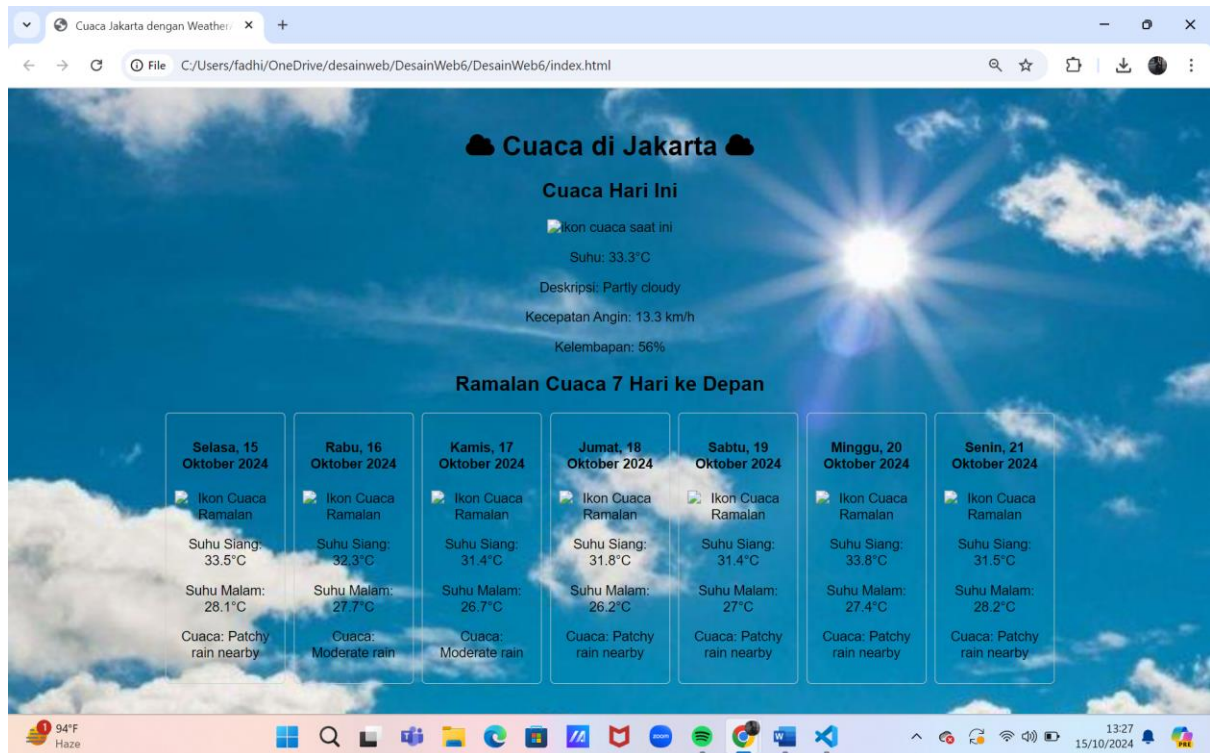 Cuaca Jakarta dengan Weather
File C:/Users/fadhi/OneDrive/desainweb/DesainWeb6/DesainWeb6/index.html
Cuaca di Jakarta
Cuaca Hari Ini
Ikon cuaca saat ini
Suhu: 33.3°C
Deskripsi: Partly cloudy
Kecepatan Angin: 13.3 km/h
Kelembapan: 56%
Ramalan Cuaca 7 Hari ke Depan
Selasa, 15
Oktober 2024
Ikon Cuaca
Ramalan
Suhu Siang:
33.5°C
Suhu Malam:
28.1°C
Cuaca: Patchy
rain nearby
Rabu, 16
Oktober 2024
Ikon Cuaca
Ramalan
Suhu Siang:
32.3°C
Suhu Malam:
27.7°C
Cuaca:
Moderate rain
Kamis, 17
Oktober 2024
Ikon Cuaca
Ramalan
Suhu Siang:
31.4°C
Suhu Malam:
26.7°C
Cuaca:
Moderate rain
Jumat, 18
Oktober 2024
Ikon Cuaca
Ramalan
Suhu Siang:
31.8°C
Suhu Malam:
26.2°C
Cuaca: Patchy
rain nearby
Sabtu, 19
Oktober 2024
Ikon Cuaca
Ramalan
Suhu Siang:
31.4°C
Suhu Malam:
27°C
Cuaca: Patchy
rain nearby
Minggu, 20
Oktober 2024
Ikon Cuaca
Ramalan
Suhu Siang:
33.8°C
Suhu Malam:
27.4°C
Cuaca: Patchy
rain nearby
Senin, 21
Oktober 2024
Ikon Cuaca
Ramalan
Suhu Siang:
31.5°C
Suhu Malam:
28.2°C
Cuaca: Patchy
rain nearby
1
94°F
Haze
zoom
W
13:27
15/10/2024
PRE